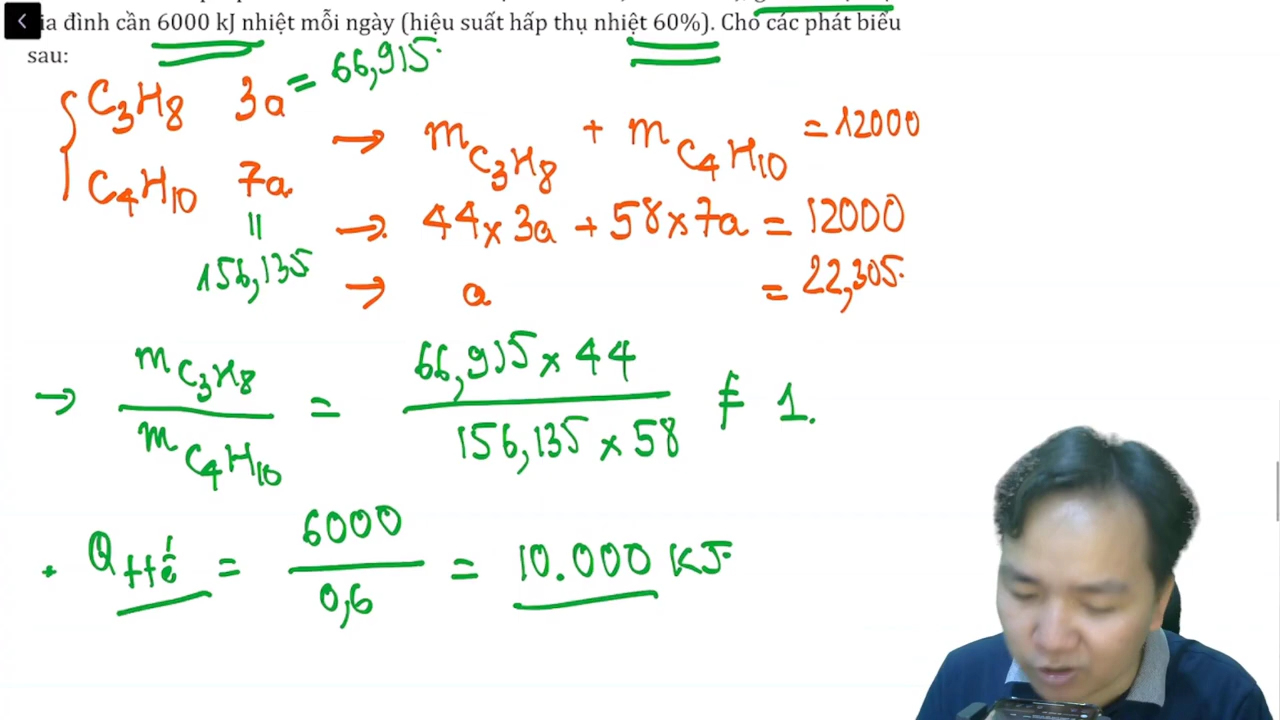 ia đình cần 6000 kJ nhiệt mỗi ngày (hiệu suất hấp thụ nhiệt 60%). Cho các phát biểu
sau:
C3H8 3a = 66,915
→ mC3H8 + mC4H10 = 12000
C4H10 7a
=
156,135
→ 44 x 3a + 58 x 7a = 12000
→ a = 22,305
→ mC3H8 / mC4H10 = 66,915 x 44 / 156,135 x 58 ≠ 1.
+ Qttế = 6000 / 0,6 = 10.000 KJ